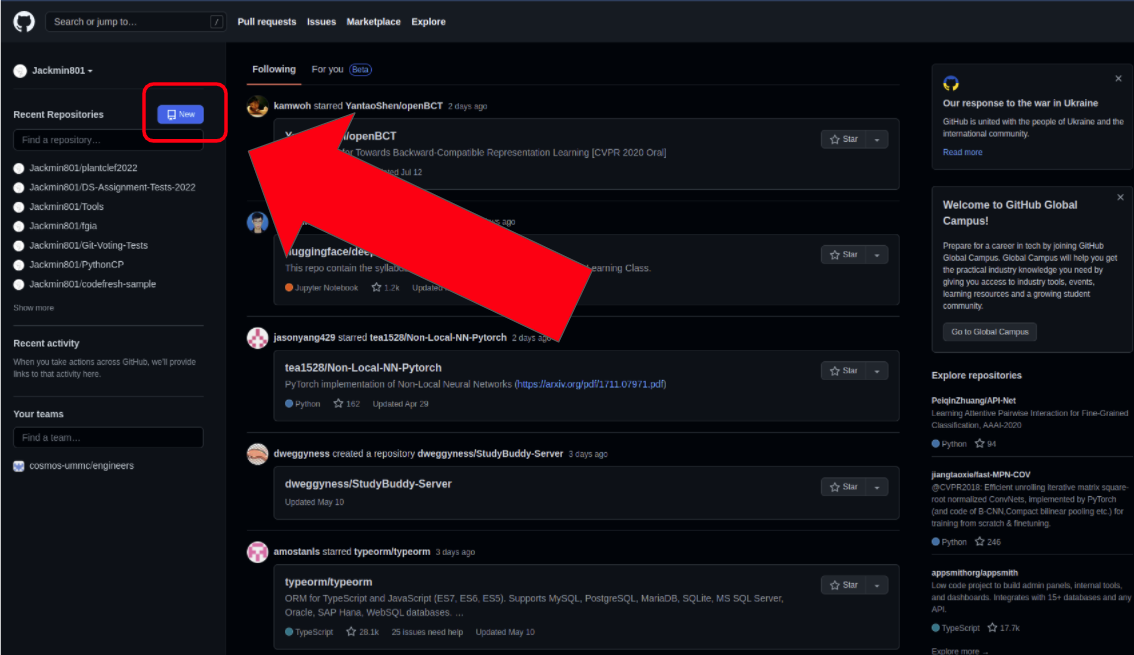 Search or jump to…
/
Pull requests
Issues
Marketplace
Explore
Jackmin801
Recent Repositories
New
Find a repository…
Jackmin801/plantclef2022
Jackmin801/DS-Assignment-Tests-2022
Jackmin801/Tools
Jackmin801/fgia
Jackmin801/Git-Voting-Tests
Jackmin801/PythonCP
Jackmin801/codefresh-sample
Show more
Recent activity
When you take actions across GitHub, we'll provide
links to that activity here.
Your teams
Find a team…
cosmos-ummc/engineers
Following
For you
Beta
kamwoh starred YantaoShen/openBCT 2 days ago
/openBCT
Star
Towards Backward-Compatible Representation Learning [CVPR 2020 Oral]
Jul 12
ago
Star
This repo contain the
Learning Class.
Jupyter Notebook
1.2k
jasonyang429 starred tea1528/Non-Local-NN-Pytorch 2 days ago
tea1528/Non-Local-NN-Pytorch
Star
PyTorch implementation of Non-Local Neural Networks (https://arxiv.org/pdf/1711.07971.pdf)
Python
162
Updated Apr 29
dweggyness created a repository dweggyness/StudyBuddy-Server 3 days ago
dweggyness/StudyBuddy-Server
Star
Updated May 10
amostanls starred typeorm/typeorm 3 days ago
typeorm/typeorm
Star
ORM for TypeScript and JavaScript (ES7, ES6, ES5). Supports MySQL, PostgreSQL, MariaDB, SQLite, MS SQL Server,
Oracle, SAP Hana, WebSQL databases. …
TypeScript
28.1k
25 issues need help
Updated May 10
Our response to the war in Ukraine
GitHub is united with the people of Ukraine and the
international community.
Read more
Welcome to GitHub Global
Campus!
Prepare for a career in tech by joining GitHub
Global Campus. Global Campus will help you get
the practical industry knowledge you need by
giving you access to industry tools, events,
learning resources and a growing student
community.
Go to Global Campus
Explore repositories
PeiqinZhuang/API-Net
Learning Attentive Pairwise Interaction for Fine-Grained
Classification, AAAI-2020
Python
94
jiangtaoxie/fast-MPN-COV
@CVPR2018: Efficient unrolling iterative matrix square-
root normalized ConvNets, implemented by PyTorch
(and code of B-CNN,Compact bilinear pooling etc.) for
training from scratch & finetuning.
Python
246
appsmithorg/appsmith
Low code project to build admin panels, internal tools,
and dashboards. Integrates with 15+ databases and any
API.
TypeScript
17.7k
Explore more →